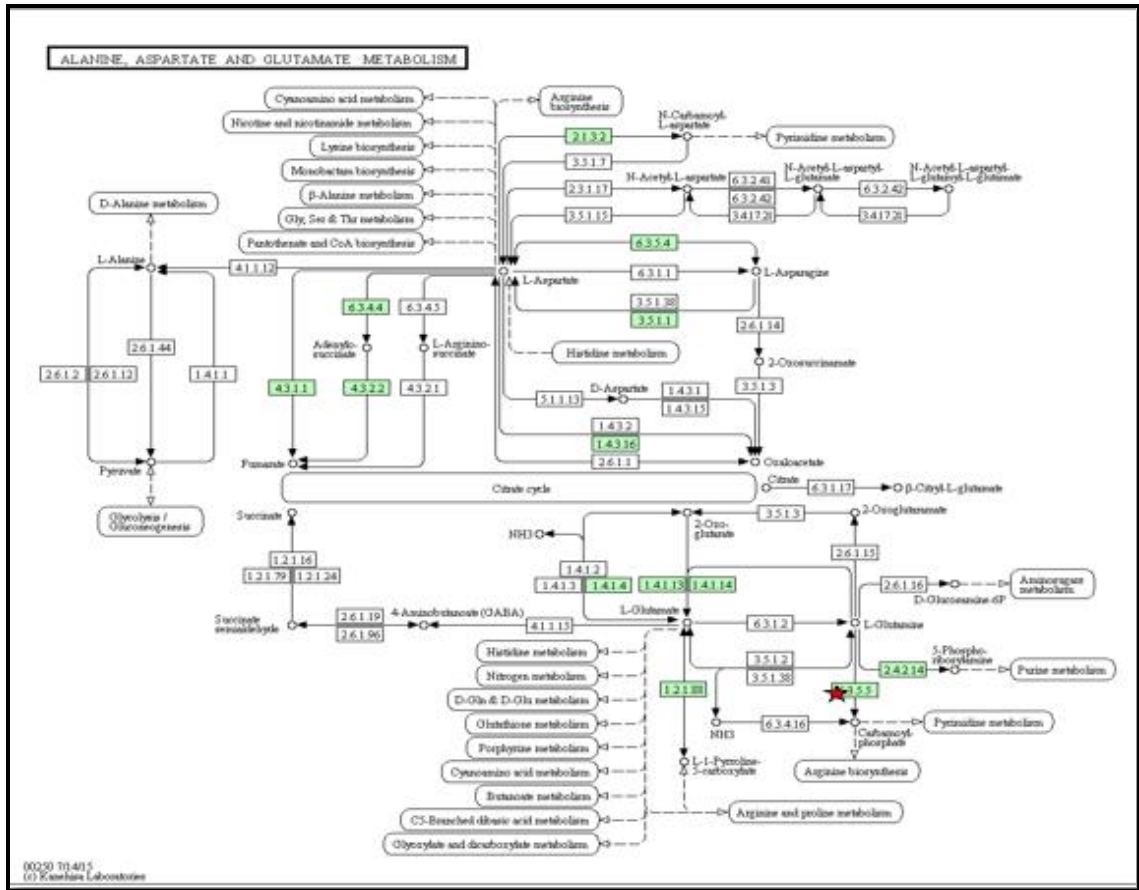 ALANINE, ASPARTATE AND GLUTAMATE METABOLISM
Cyanoamino acid metabolism
Arginine
biosynthesis
Nicotine and nicotinamide metabolism
N-Carbamoyl-
L-aspartate
2.1.3.2
Pyrimidine metabolism
Lysine biosynthesis
3.5.1.7
Monobactam biosynthesis
N-Acetyl-L-aspartate
N-Acetyl-L-aspartyl-
L-glutamate
N-Acetyl-L-aspartyl-
L-glutamyl-L-glutamate
6.3.2.41
2.3.1.17
6.3.2.42
6.3.2.42
β-Alanine metabolism
D-Alanine metabolism
Gly, Ser & Thr metabolism
3.5.1.15
3.4.17.21
3.4.17.21
Pantothenate and CoA biosynthesis
6.3.5.4
L-Alanine
4.1.1.12
L-Aspartate
6.3.1.1
L-Asparagine
6.3.4.4
6.3.4.5
3.5.1.38
3.5.1.1
2.6.1.14
Adenylo-
succinate
L-Arginino-
succinate
2.6.1.44
Histidine metabolism
2-Oxosuccinamate
2.6.1.2
2.6.1.12
1.4.1.1
4.3.1.1
4.3.2.2
4.3.2.1
D-Aspartate
5.1.1.13
1.4.3.1
1.4.3.15
3.5.1.3
1.4.3.2
1.4.3.16
2.6.1.1
Pyruvate
Fumarate
Oxaloacetate
Citrate cycle
Citrate
6.3.1.17
β-Citryl-L-glutamate
Glycolysis /
Gluconeogenesis
Succinate
NH3
2-Oxo-
glutarate
3.5.1.3
2-Oxoglutaramate
1.2.1.16
1.2.1.79
1.2.1.24
1.4.1.2
1.4.1.3
1.4.1.4
1.4.1.13
1.4.1.14
2.6.1.15
2.6.1.16
D-Glucosamine-6P
Aminosugars
metabolism
Succinate
semialdehyde
2.6.1.19
2.6.1.96
4-Aminobutanoate (GABA)
4.1.1.15
L-Glutamate
6.3.1.2
L-Glutamine
Histidine metabolism
Nitrogen metabolism
D-Gln & D-Glu metabolism
Glutathione metabolism
Porphyrine metabolism
Cyanoamino acid metabolism
Butanoate metabolism
C5-Branched dibasic acid metabolism
Glyoxylate and dicarboxylate metabolism
3.5.1.2
3.5.1.38
2.4.2.14
5-Phospho-
ribosylamine
Purine metabolism
1.2.1.88
3.5.5
NH3
6.3.4.16
Carbamoyl-
phosphate
Pyrimidine metabolism
L-1-Pyrroline-
5-carboxylate
Arginine biosynthesis
Arginine and proline metabolism
00250 7/14/15
(c) Kanehisa Laboratories